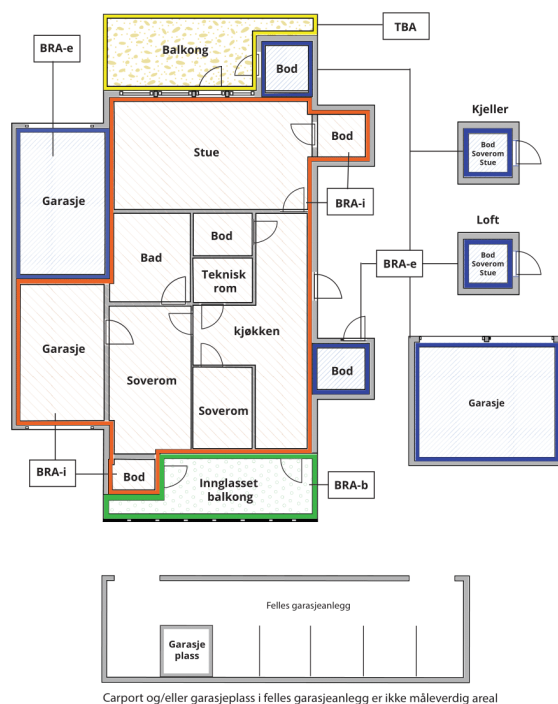 TBA
Balkong
BRA-e
Bod
Kjeller
Bod
Soverom
Stue
Bod
Stue
Garasje
BRA-i
Loft
Bod
Bad
Teknisk
rom
BRA-e
Bod
Soverom
Stue
kjøkken
Garasje
Soverom
Bod
Garasje
Soverom
BRA-i
Bod
Innglasset
balkong
BRA-b
Felles garasjeanlegg
Garasje
plass
Carport og/eller garasjeplass i felles garasjeanlegg er ikke måleverdig areal